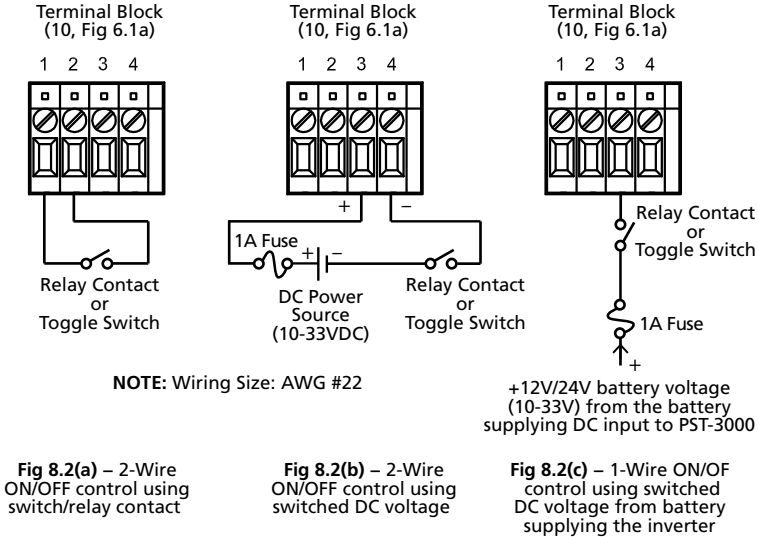 Terminal Block
(10, Fig 6.1a)
1 2 3 4
Relay Contact
or
Toggle Switch
Terminal Block
(10, Fig 6.1a)
1 2 3 4
+ −
1A Fuse
+ −
DC Power
Source
(10-33VDC)
Relay Contact
or
Toggle Switch
Terminal Block
(10, Fig 6.1a)
1 2 3 4
Relay Contact
or
Toggle Switch
1A Fuse
+
+12V/24V battery voltage
(10-33V) from the battery
supplying DC input to PST-3000
NOTE: Wiring Size: AWG #22
Fig 8.2(a) – 2-Wire
ON/OFF control using
switch/relay contact
Fig 8.2(b) – 2-Wire
ON/OFF control using
switched DC voltage
Fig 8.2(c) – 1-Wire ON/OF
control using switched
DC voltage from battery
supplying the inverter